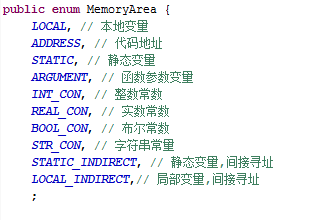 public enum MemoryArea {
LOCAL, // 本地变量
ADDRESS, // 代码地址
STATIC, // 静态变量
ARGUMENT, // 函数参数变量
INT_CON, // 整数常数
REAL_CON, // 实数常数
BOOL_CON, // 布尔常数
STR_CON, // 字符串常量
STATIC_INDIRECT, // 静态变量,间接寻址
LOCAL_INDIRECT,// 局部变量,间接寻址
;